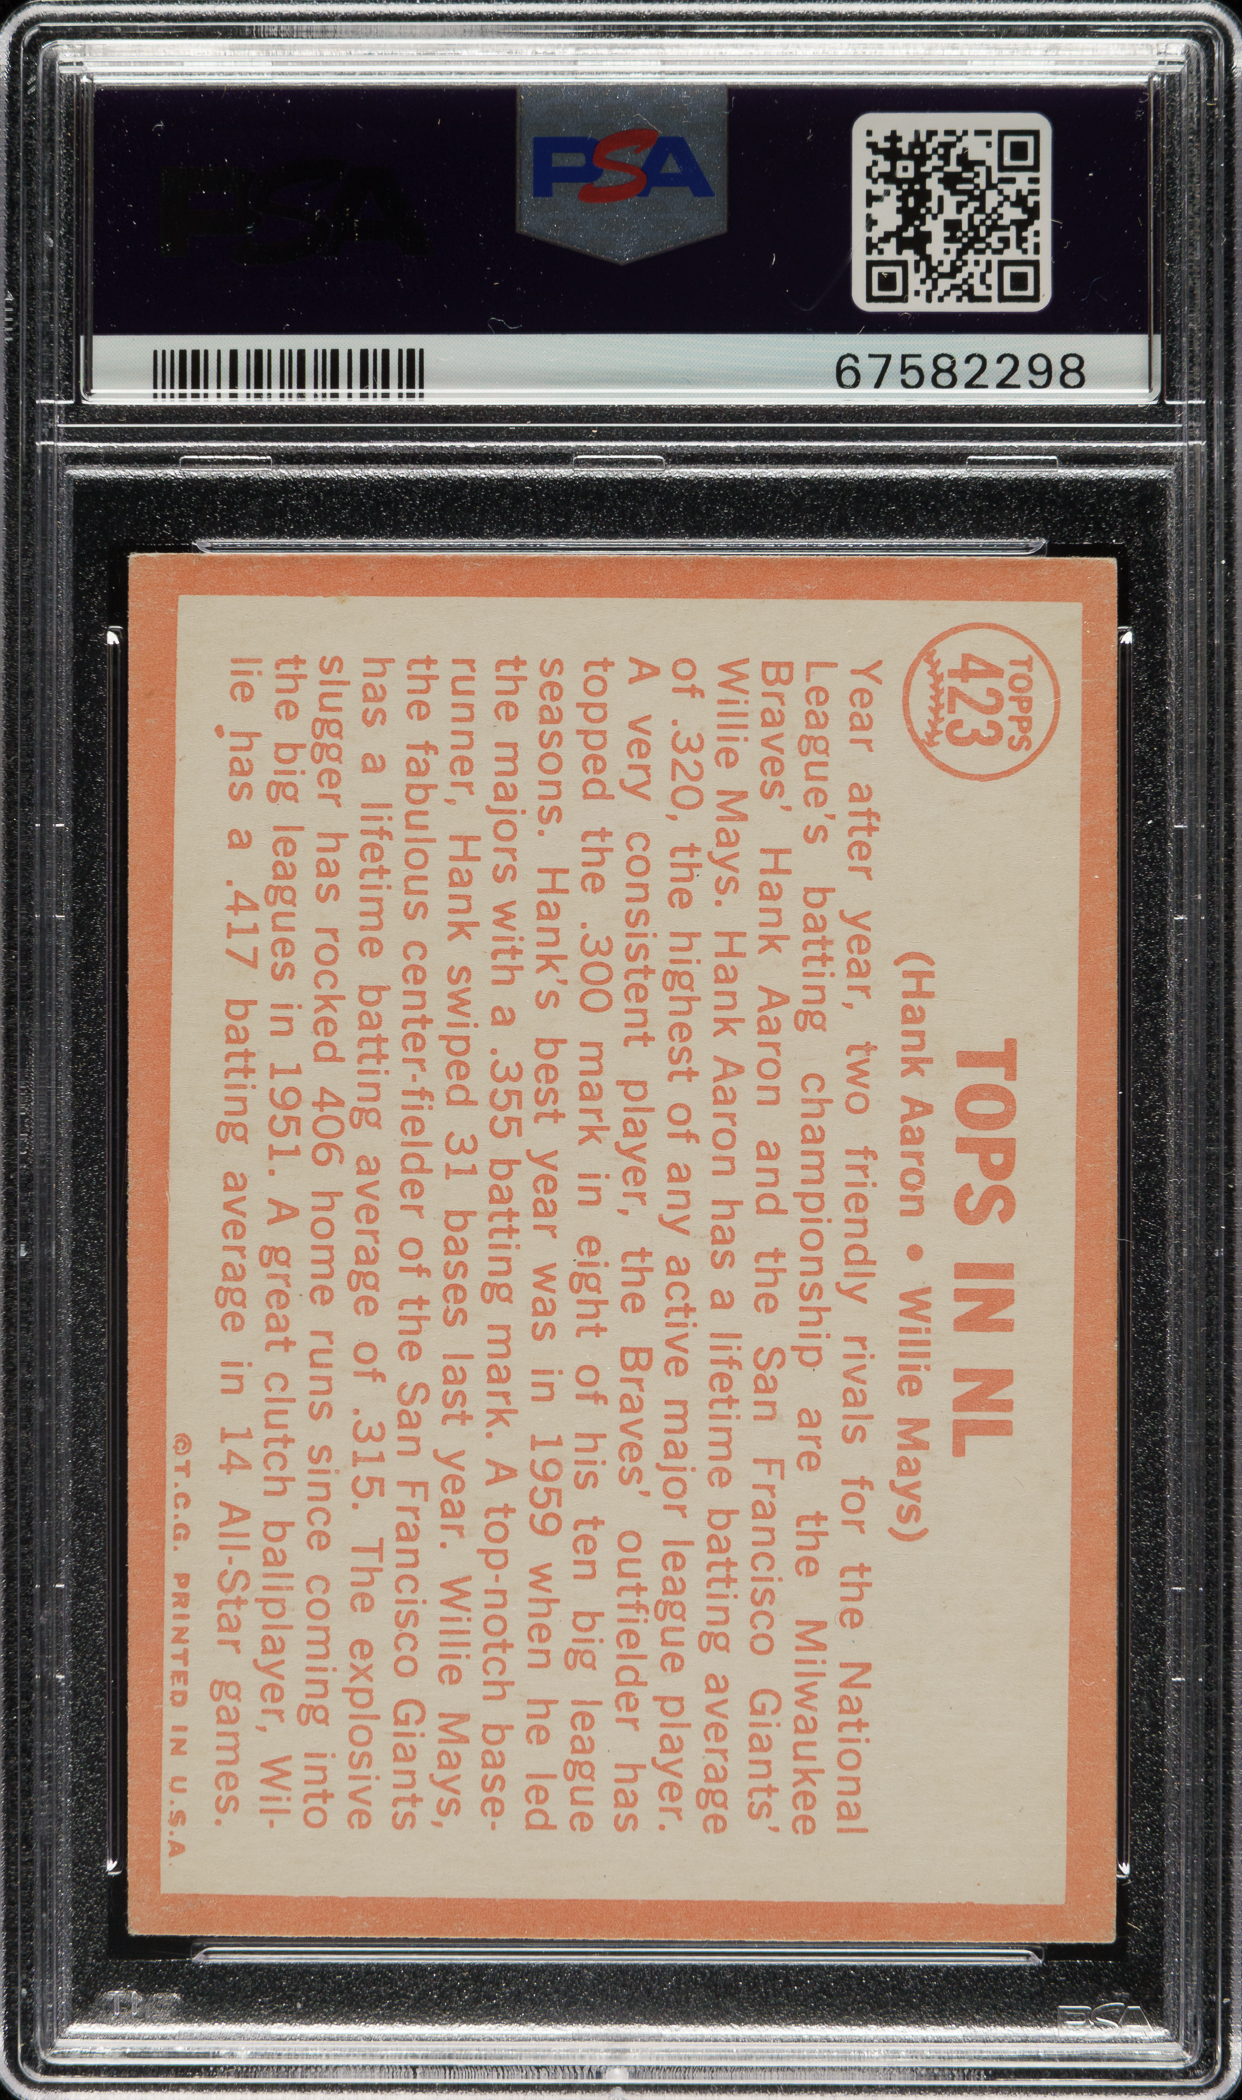 PSA
PSA
67582298
TOPPS
423
TOPS IN NL
(Hank Aaron • Willie Mays)
Year after year, two friendly rivals for the National
League's batting championship are the Milwaukee
Braves' Hank Aaron and the San Francisco Giants'
Willie Mays. Hank Aaron has a lifetime batting average
of .320, the highest of any active major league player.
A very consistent player, the Braves' outfielder has
topped the .300 mark in eight of his ten big league
seasons. Hank's best year was in 1959 when he led
the majors with a .355 batting mark. A top-notch base-
runner, Hank swiped 31 bases last year. Willie Mays,
the fabulous center-fielder of the San Francisco Giants
has a lifetime batting average of .315. The explosive
slugger has rocked 406 home runs since coming into
the big leagues in 1951. A great clutch ballplayer, Wil-
lie has a .417 batting average in 14 All-Star games.
©T.C.G. PRINTED IN U.S.A.
PSA